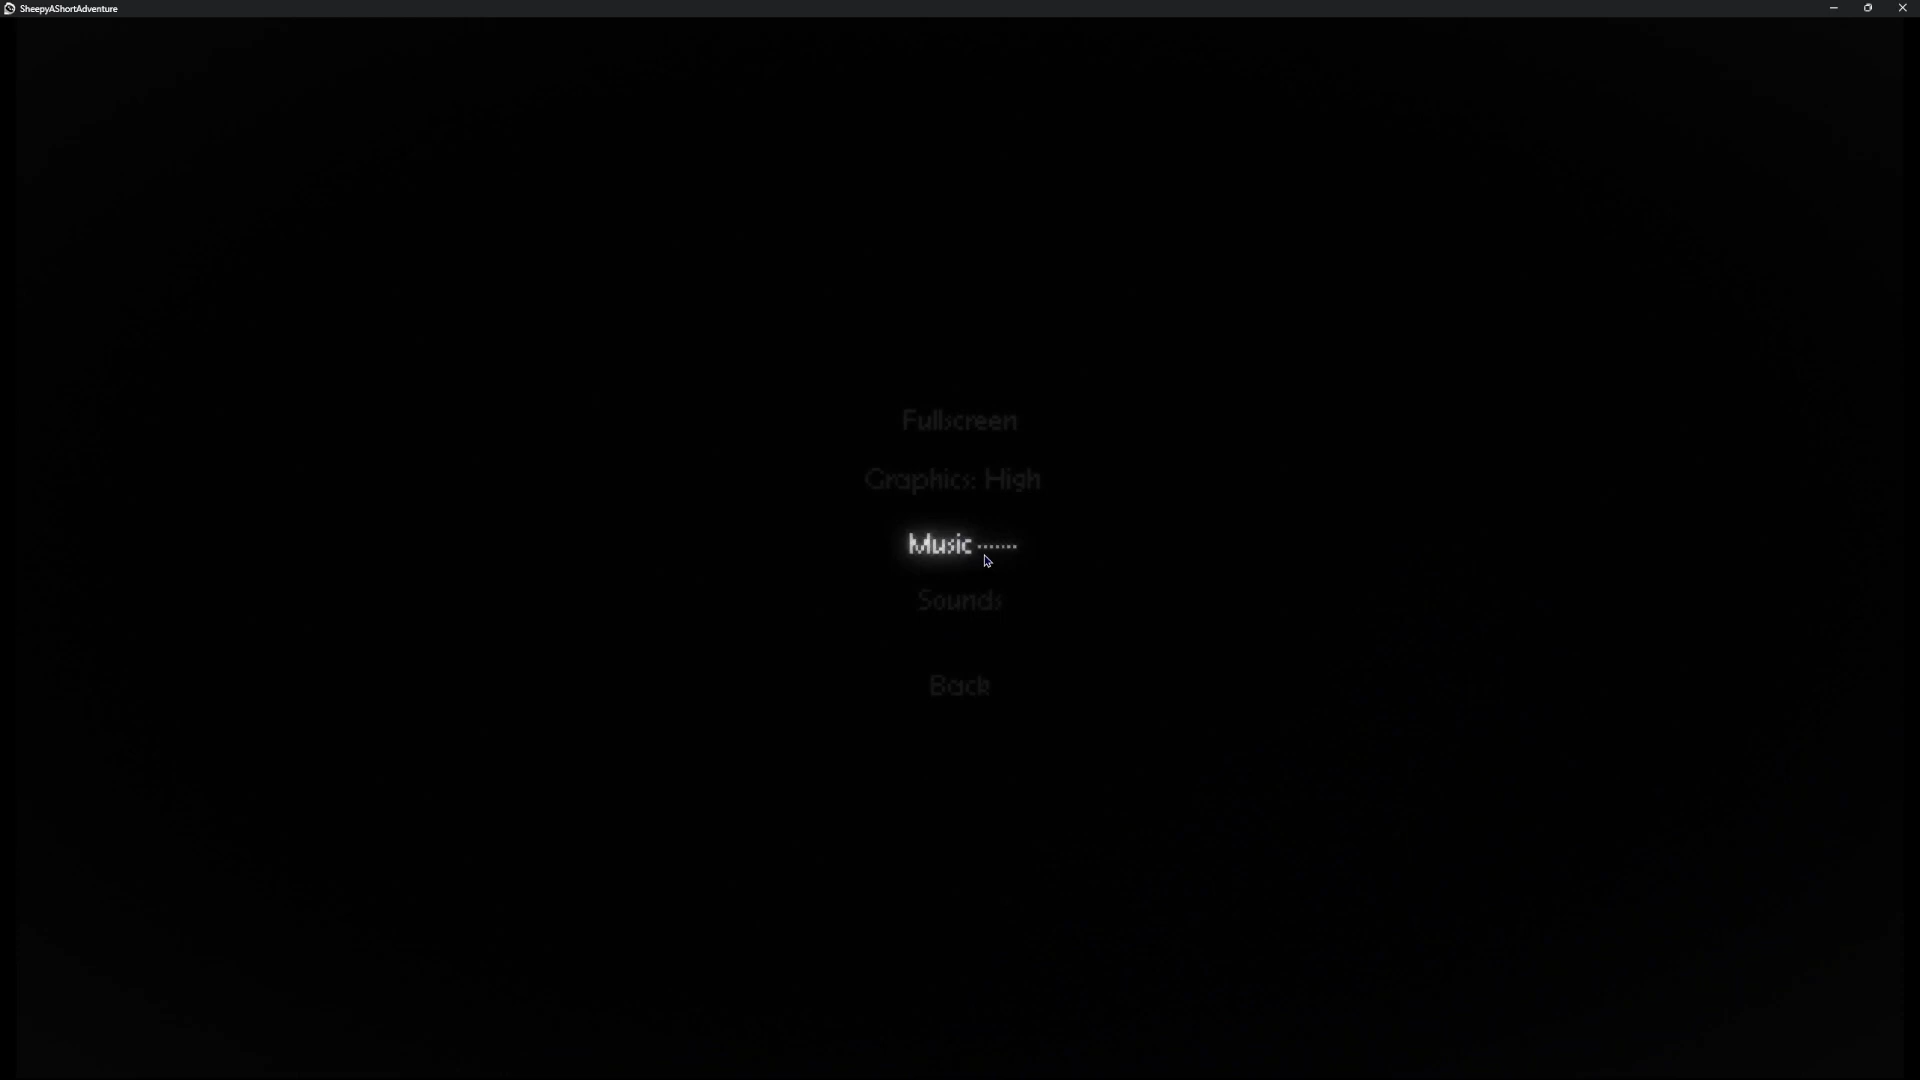 SheepyAShortAdventure
Fullscreen
Graphics: High
Music .......
Sounds
Back